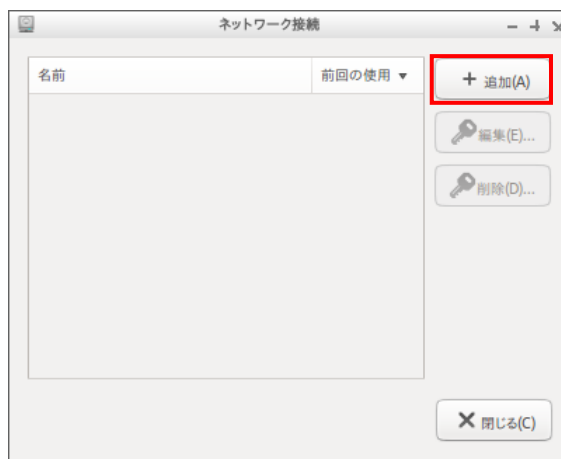 ネットワーク接続
名前 前回の使用 ▼
追加(A)
編集(E)...
削除(D)...
閉じる(C)